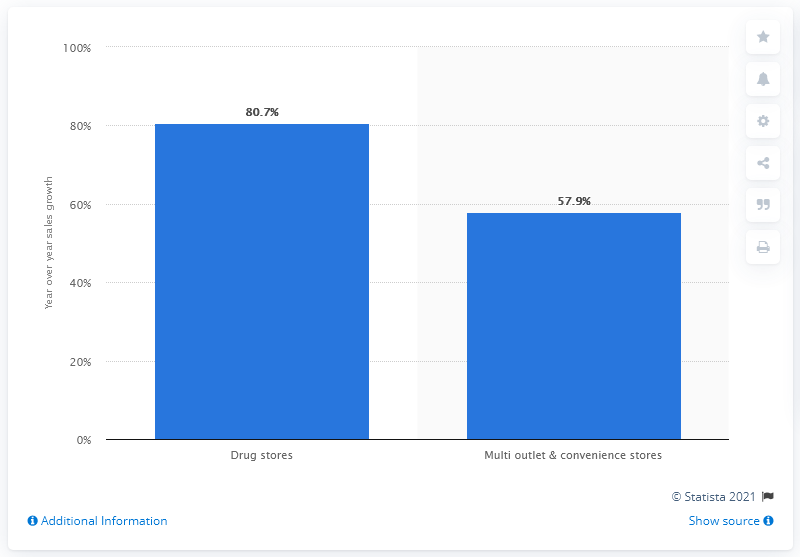 100%
80.7%
80%
57.9%
60%
Year over year sales growth
40%
20%
0%
Drug stores
Multi outlet & convenience stores
© Statista 2021
Additional Information
Show source